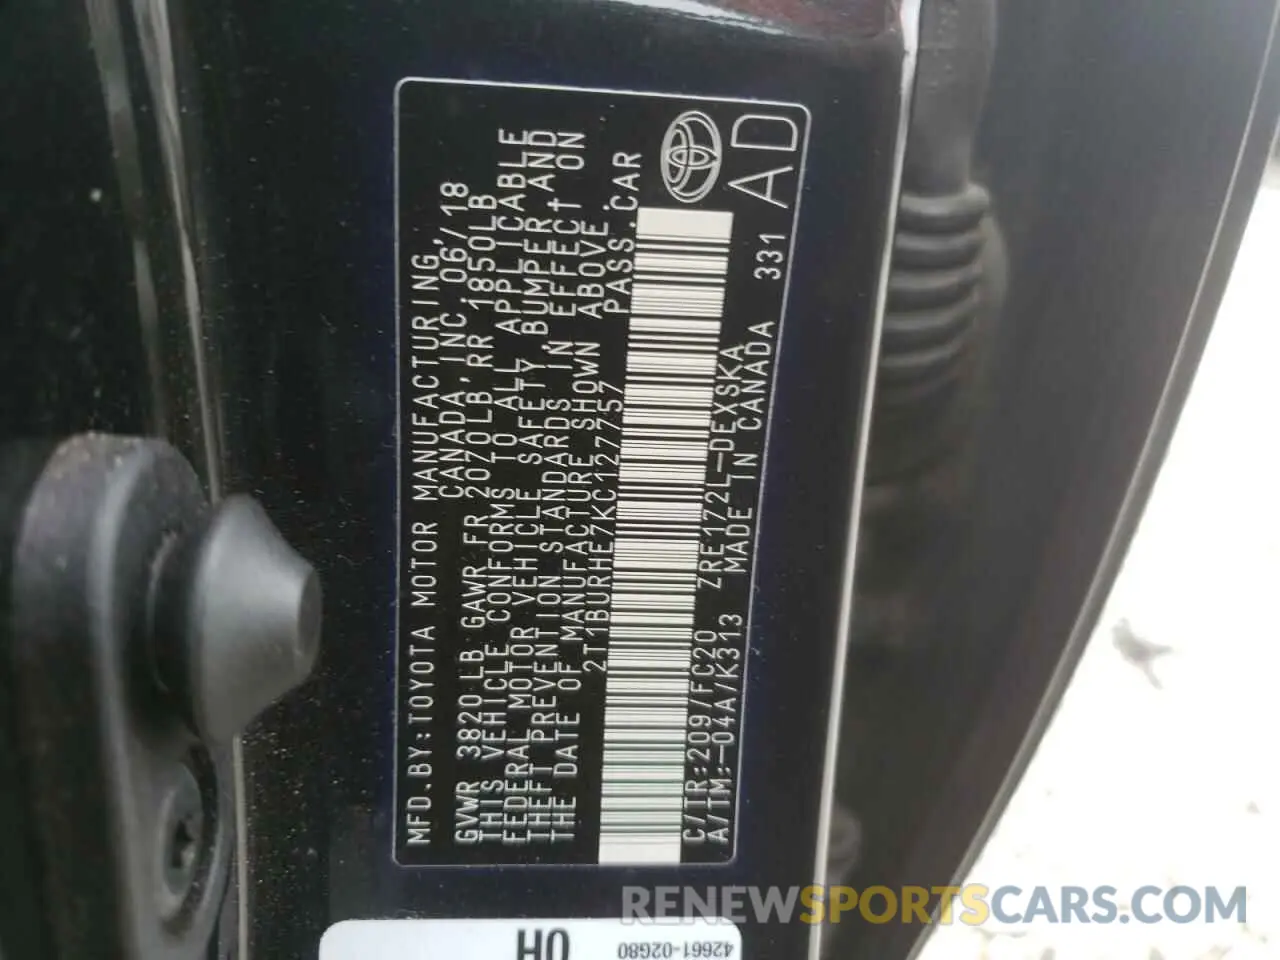 MFD.BY:TOYOTA MOTOR MANUFACTURING,
CANADA, INC. 06/18
GVWR 3820 LB GAWR FR 2070LB, RR 1850LB
THIS VEHICLE CONFORMS TO ALL APPLICABLE
FEDERAL MOTOR VEHICLE SAFETY, BUMPER, AND
THEFT PREVENTION STANDARDS IN EFFECT ON
THE DATE OF MANUFACTURE SHOWN ABOVE.
2T1BURHE7KC127757 PASS.CAR
C/TR:209/FC20 ZRE172L-DEXSKA 331
A/TM:-04A/K313 MADE IN CANADA
AD
OH
42661-02G80
RENEWSPORTSCARS.COM